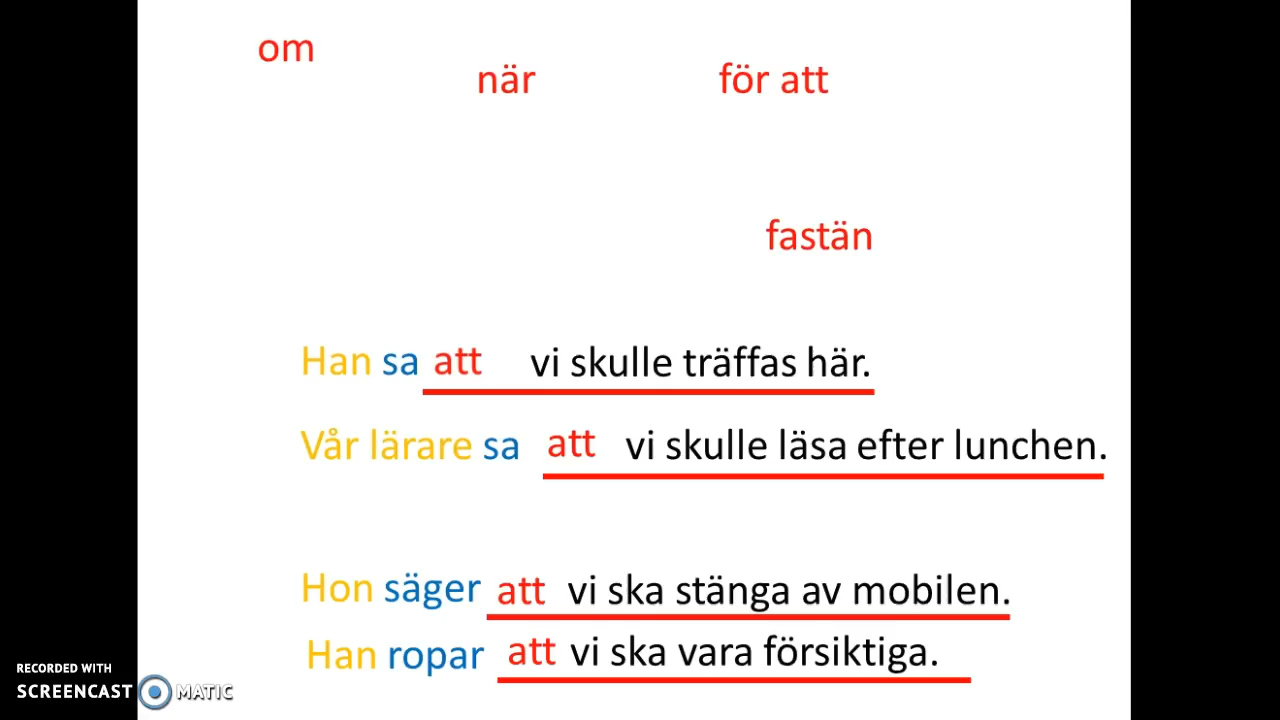 om
när för att
fastän
Han sa att vi skulle träffas här.
Vår lärare sa att vi skulle läsa efter lunchen.
Hon säger att vi ska stänga av mobilen.
Han ropar att vi ska vara försiktiga.
RECORDED WITH
SCREENCAST MATIC